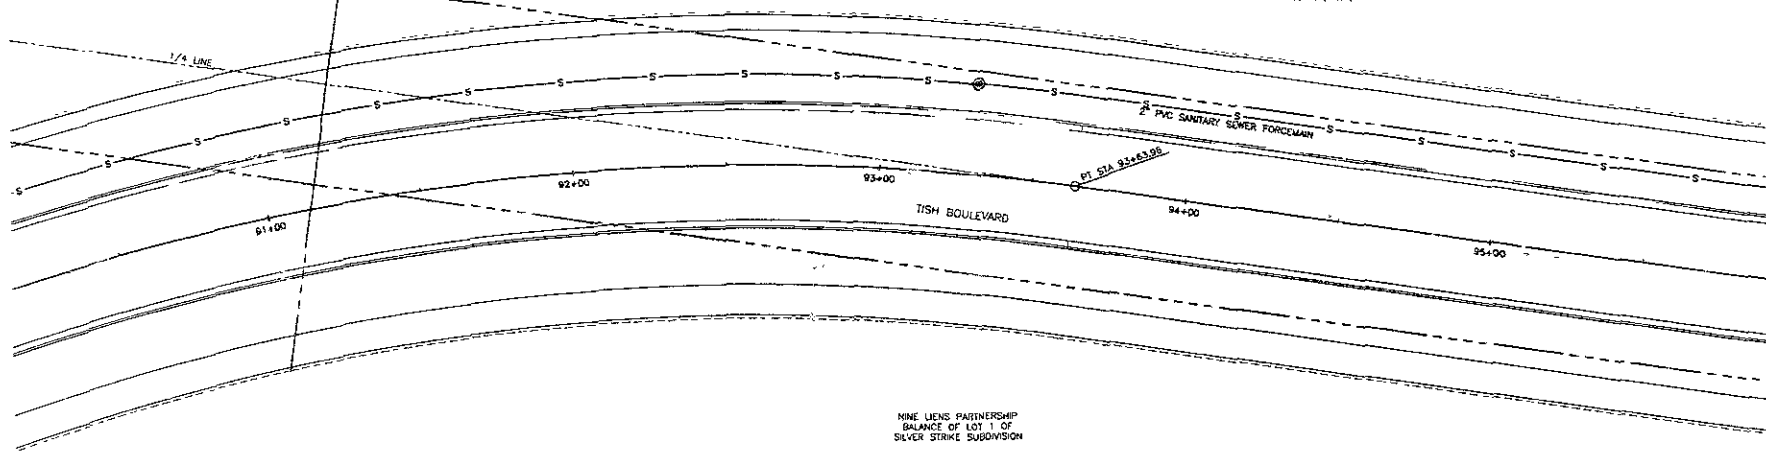 1/4 LINE
S S S S S S S S S S S S S S S S S S S
2" PVC SANITARY SEWER FORCEMAIN
PT STA 93+63.96
91+00
92+00
93+00
94+00
95+00
TISH BOULEVARD
NINE LIENS PARTNERSHIP
BALANCE OF LOT 1 OF
SILVER STRIKE SUBDIVISION